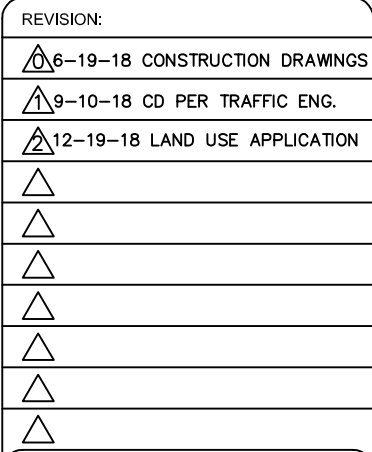 REVISION:
0 6-19-18 CONSTRUCTION DRAWINGS
1 9-10-18 CD PER TRAFFIC ENG.
2 12-19-18 LAND USE APPLICATION